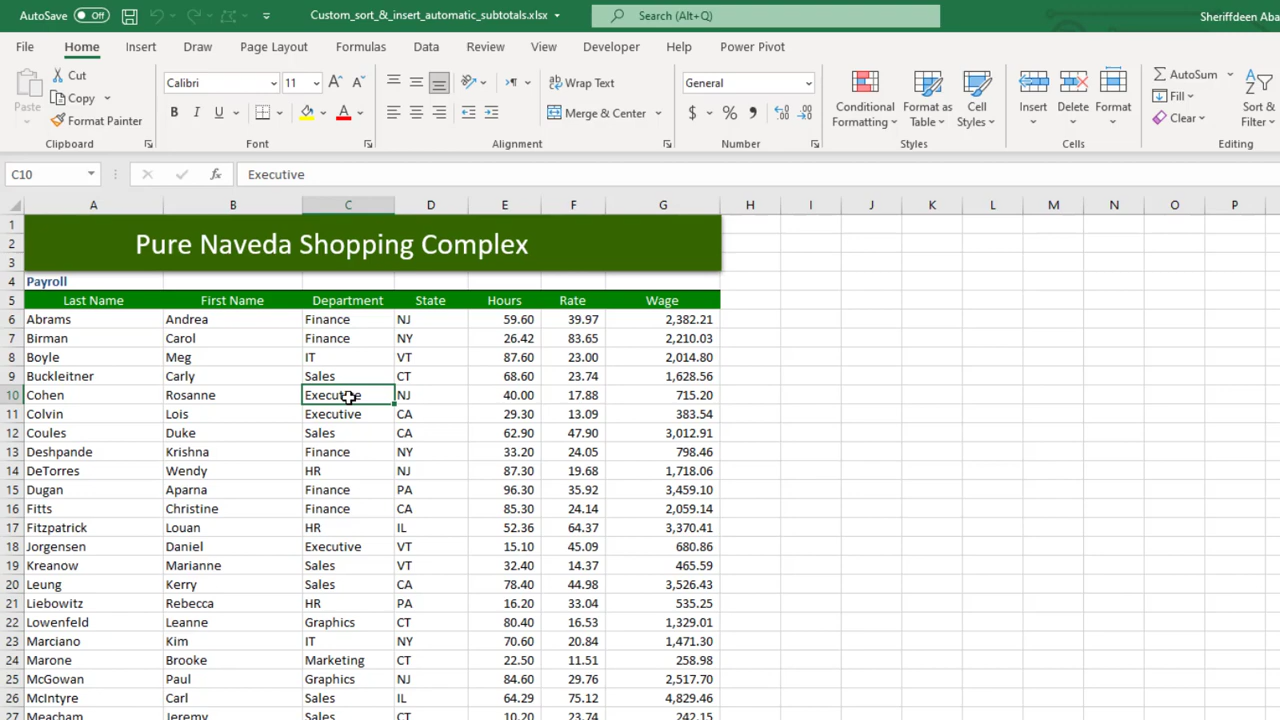 AutoSave Off Custom_sort_&_insert_automatic_subtotals.xlsx Search (Alt+Q) Sheriffdeen Aba
File Home Insert Draw Page Layout Formulas Data Review View Developer Help Power Pivot
Paste Cut Copy Format Painter Clipboard
Calibri 11 B I U A Font
Wrap Text Merge & Center Alignment
General $ % Number
Conditional Formatting Format as Table Cell Styles Styles
Insert Delete Format Cells
AutoSum Fill Clear Sort & Filter Editing
C10 fx Executive
A B C D E F G H I J K L M N O P
1
2 Pure Naveda Shopping Complex
3
4 Payroll
5 Last Name First Name Department State Hours Rate Wage
6 Abrams Andrea Finance NJ 59.60 39.97 2,382.21
7 Birman Carol Finance NY 26.42 83.65 2,210.03
8 Boyle Meg IT VT 87.60 23.00 2,014.80
9 Buckleitner Carly Sales CT 68.60 23.74 1,628.56
10 Cohen Rosanne Executive NJ 40.00 17.88 715.20
11 Colvin Lois Executive CA 29.30 13.09 383.54
12 Coules Duke Sales CA 62.90 47.90 3,012.91
13 Deshpande Krishna Finance NY 33.20 24.05 798.46
14 DeTorres Wendy HR NJ 87.30 19.68 1,718.06
15 Dugan Aparna Finance PA 96.30 35.92 3,459.10
16 Fitts Christine Finance CA 85.30 24.14 2,059.14
17 Fitzpatrick Louan HR IL 52.36 64.37 3,370.41
18 Jorgensen Daniel Executive VT 15.10 45.09 680.86
19 Kreanow Marianne Sales VT 32.40 14.37 465.59
20 Leung Kerry Sales CA 78.40 44.98 3,526.43
21 Liebowitz Rebecca HR PA 16.20 33.04 535.25
22 Lowenfeld Leanne Graphics CT 80.40 16.53 1,329.01
23 Marciano Kim IT NY 70.60 20.84 1,471.30
24 Marone Brooke Marketing CT 22.50 11.51 258.98
25 McGowan Paul Graphics NJ 84.60 29.76 2,517.70
26 McIntyre Carl Sales IL 64.29 75.12 4,829.46
27 Meacham Jeremy Sales CT 10.20 23.74 242.15